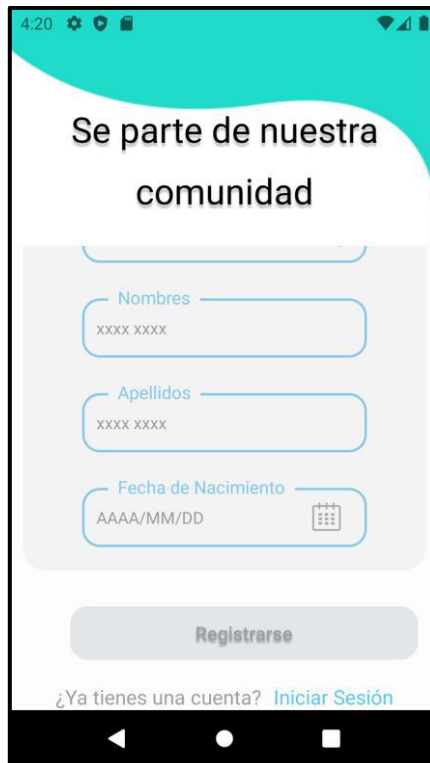 4:20
Se parte de nuestra
comunidad
Nombres
xxxx xxxx
Apellidos
xxxx xxxx
Fecha de Nacimiento
AAAA/MM/DD
Registrarse
¿Ya tienes una cuenta? Iniciar Sesión